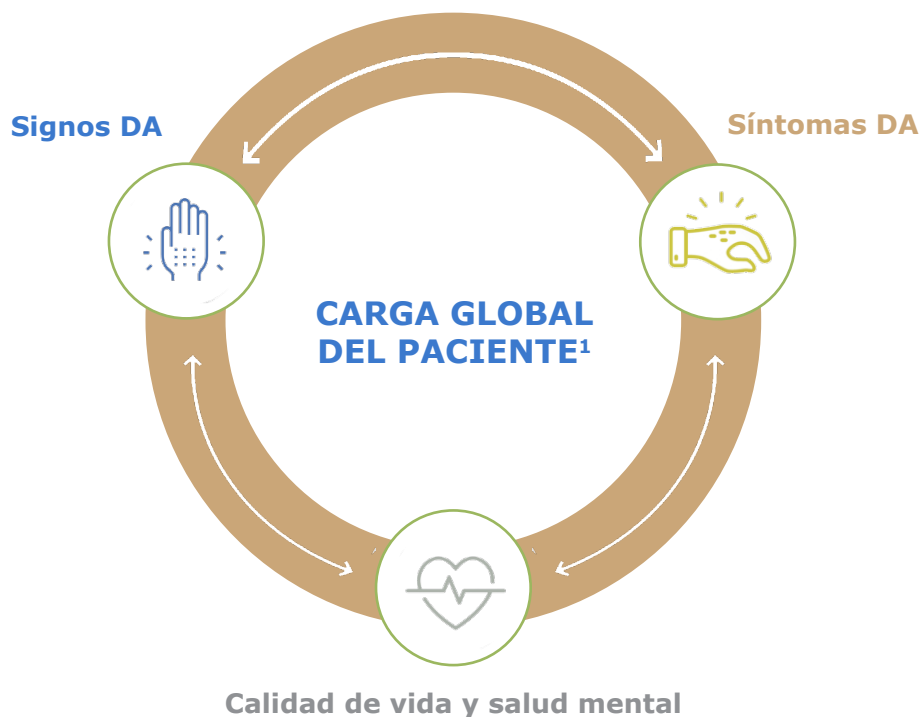 Signos DA
Síntomas DA
CARGA GLOBAL
DEL PACIENTE¹
Calidad de vida y salud mental